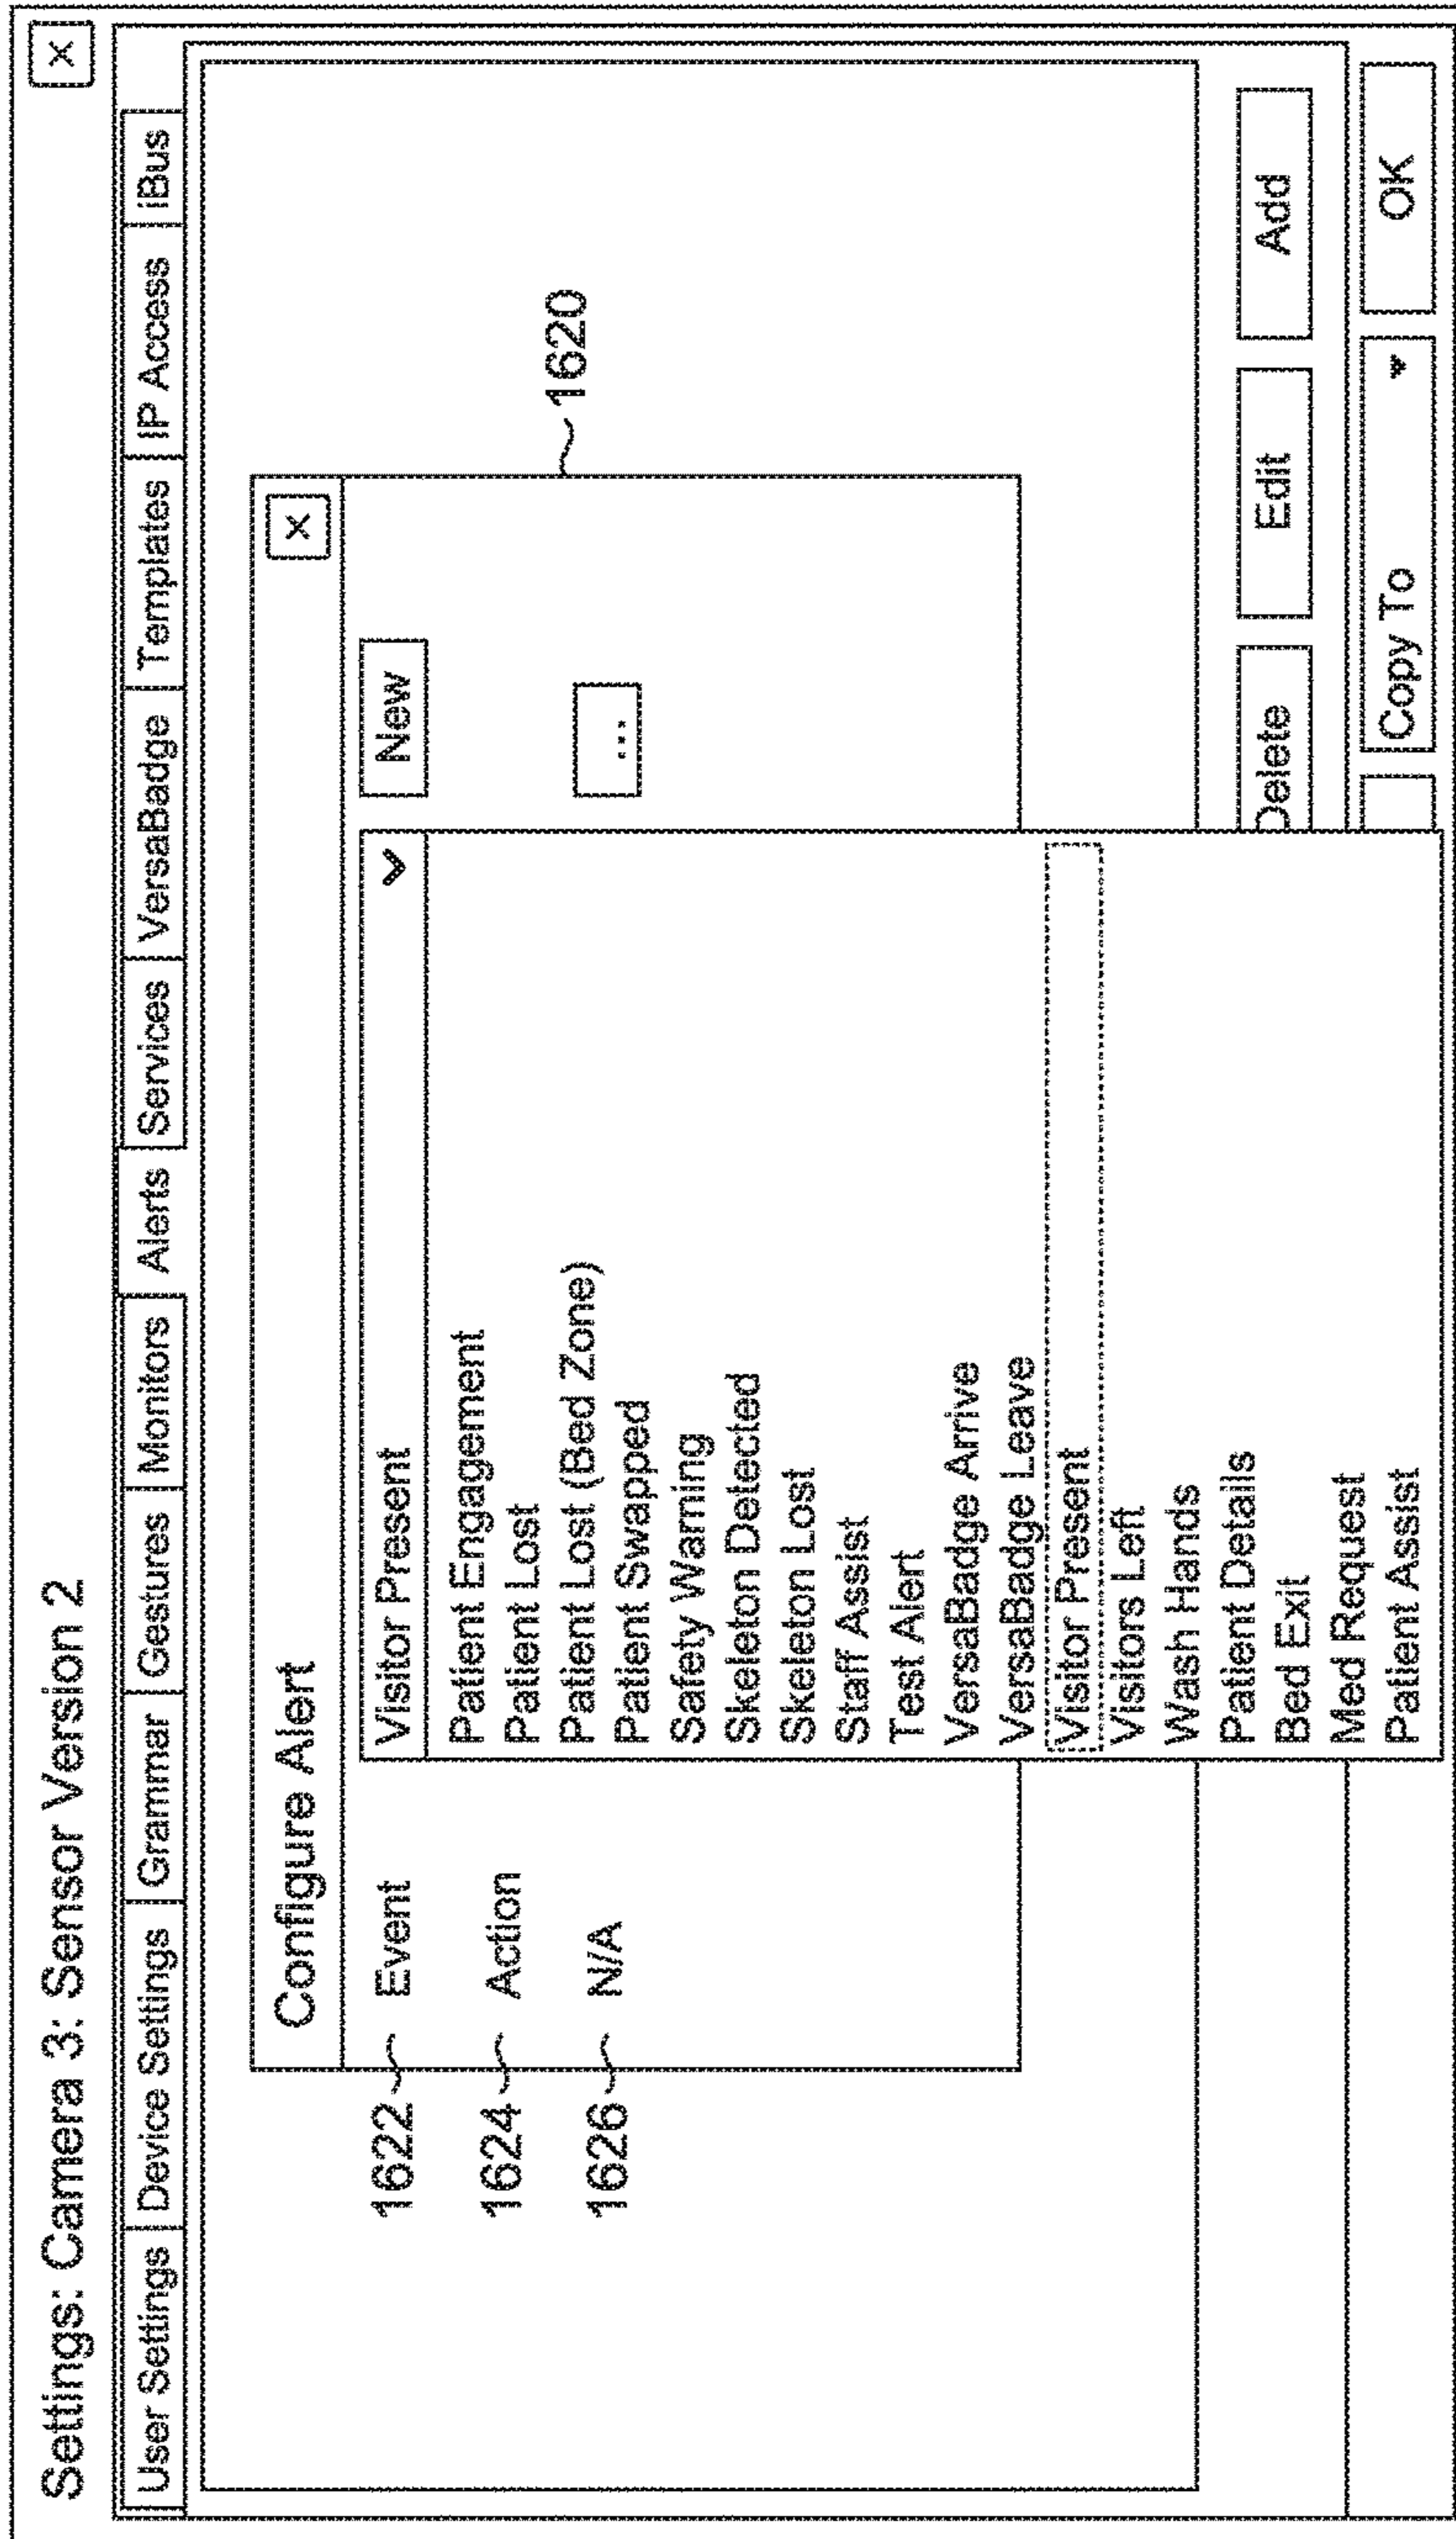 Settings: Camera 3: Sensor Version 2
X
User Settings Device Settings Grammar Gestures Monitors Alerts Services VersaBadge Templates IP Access iBus
Configure Alert X
1620
1622 Event Visitor Present New
1624 Action
1626 N/A ...
Patient Engagement
Patient Lost
Patient Lost (Bed Zone)
Patient Swapped
Safety Warning
Skeleton Detected
Skeleton Lost
Staff Assist
Test Alert
VersaBadge Arrive
VersaBadge Leave
Visitor Present
Visitors Left
Wash Hands
Patient Details
Bed Exit
Med Request
Patient Assist
Delete Edit Add
Copy To OK